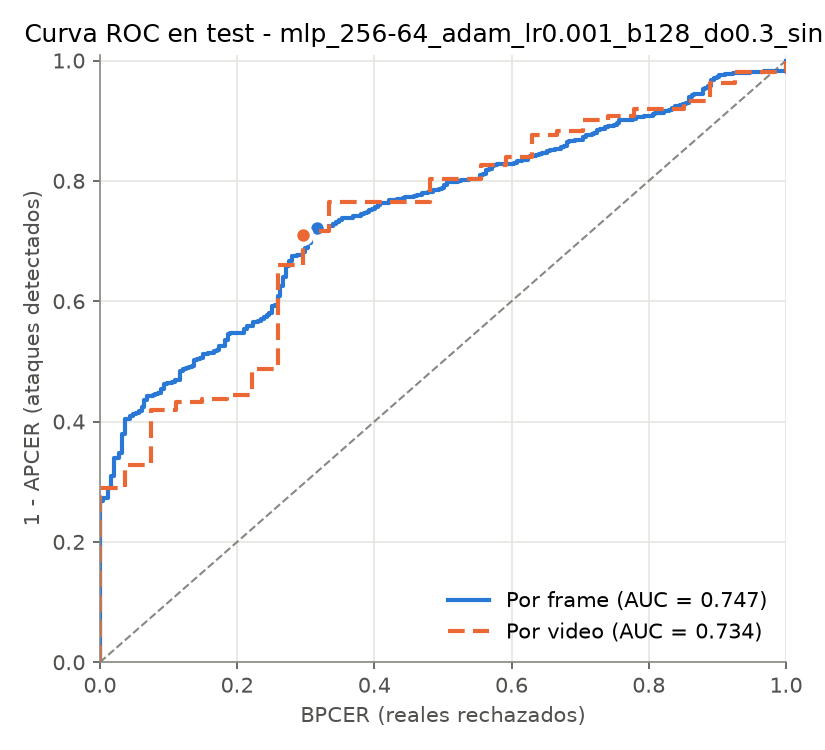 Curva ROC en test - mlp_256-64_adam_lr0.001_b128_do0.3_sin
1.0
0.8
0.6
0.4
0.2
0.0
1 - APCER (ataques detectados)
Por frame (AUC = 0.747)
Por video (AUC = 0.734)
0.0 0.2 0.4 0.6 0.8 1.0
BPCER (reales rechazados)